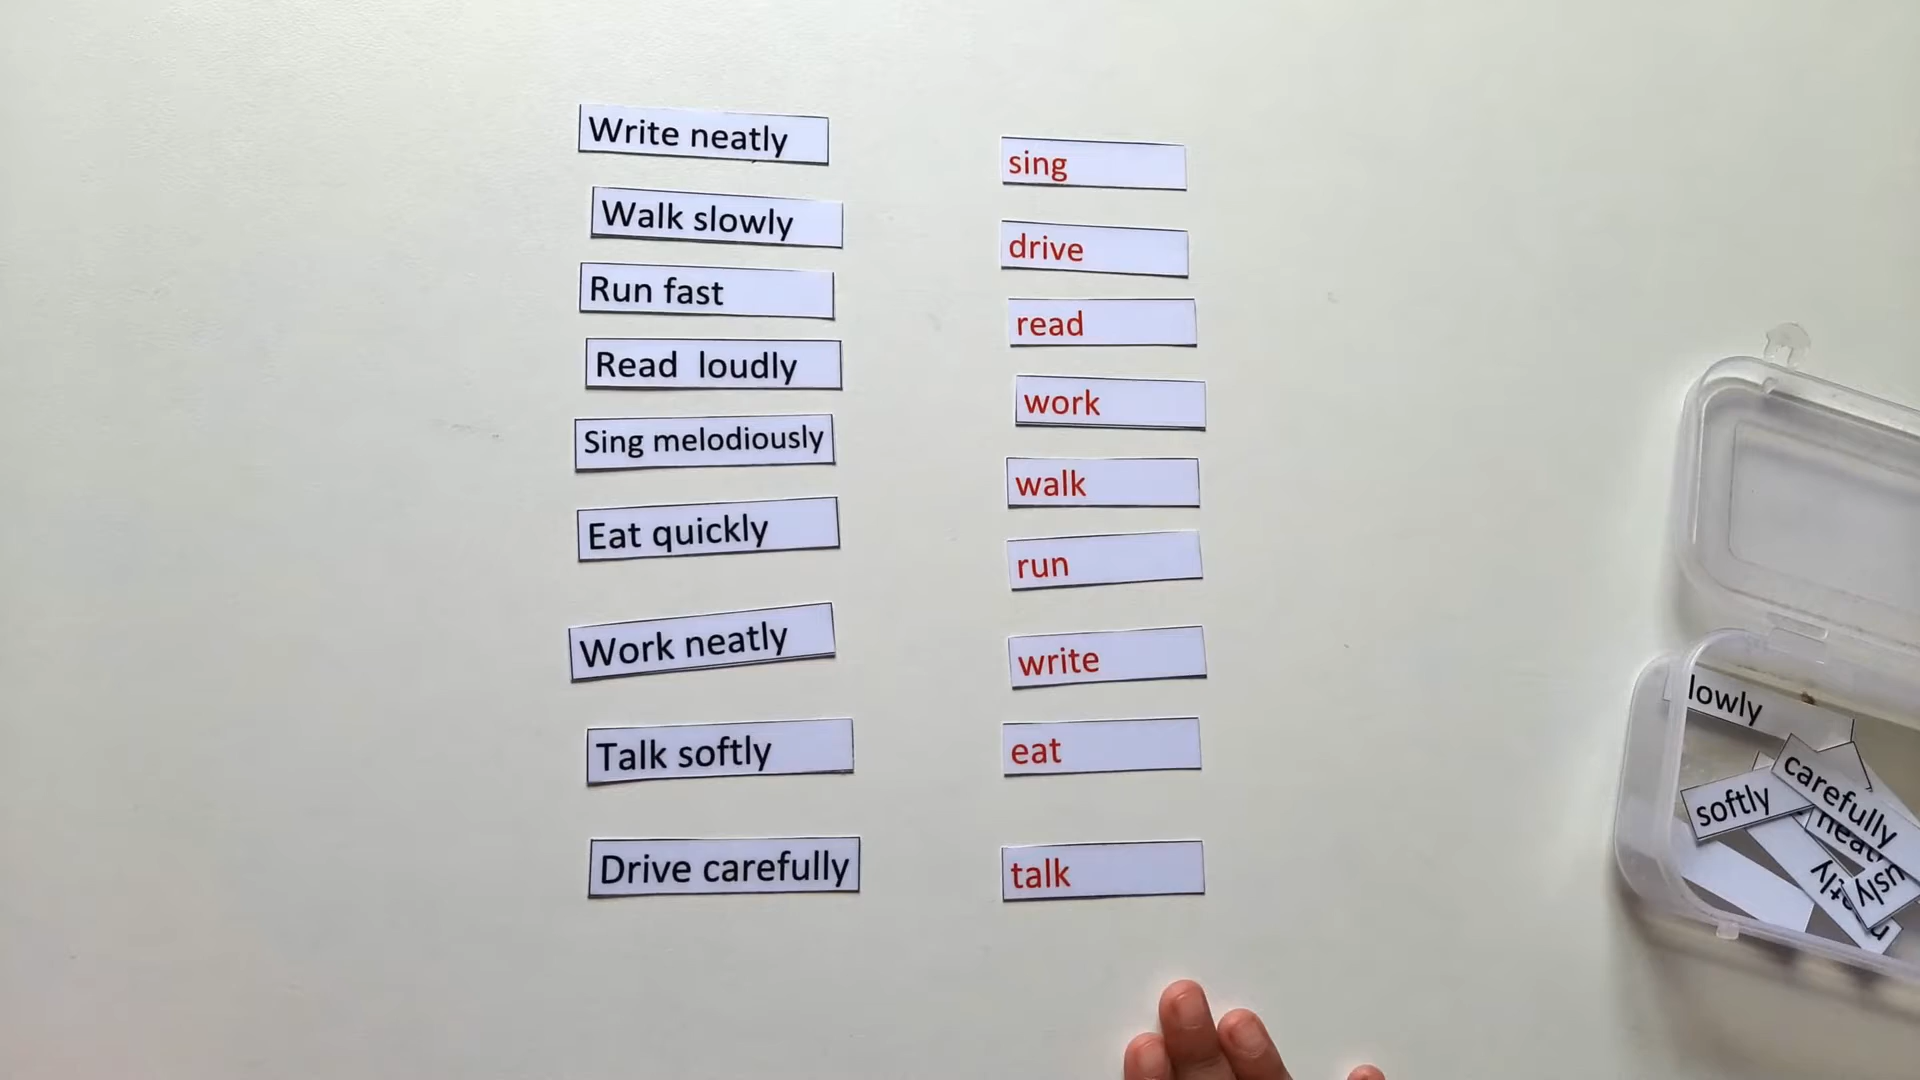 Write neatly
Walk slowly
Run fast
Read loudly
Sing melodiously
Eat quickly
Work neatly
Talk softly
Drive carefully
sing
drive
read
work
walk
run
write
eat
talk
lowly
carefully
softly